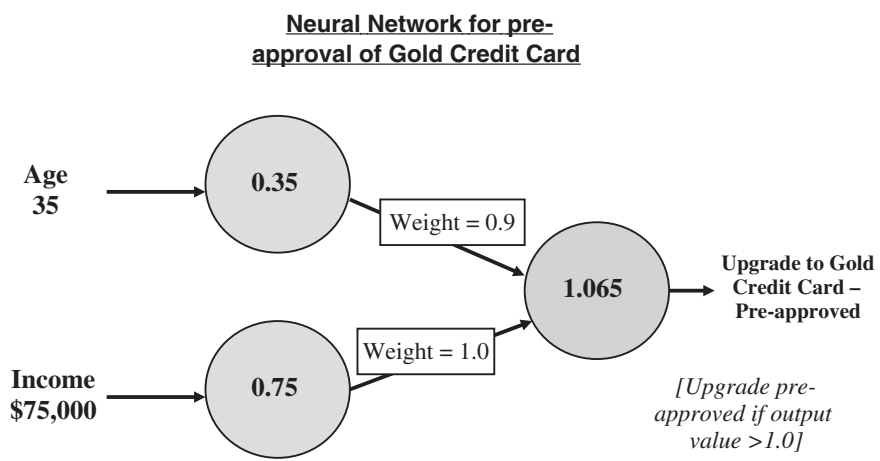 Neural Network for pre-
approval of Gold Credit Card
Age
35
0.35
Weight = 0.9
1.065
Upgrade to Gold
Credit Card –
Pre-approved
Weight = 1.0
Income
$75,000
0.75
[Upgrade pre-
approved if output
value >1.0]